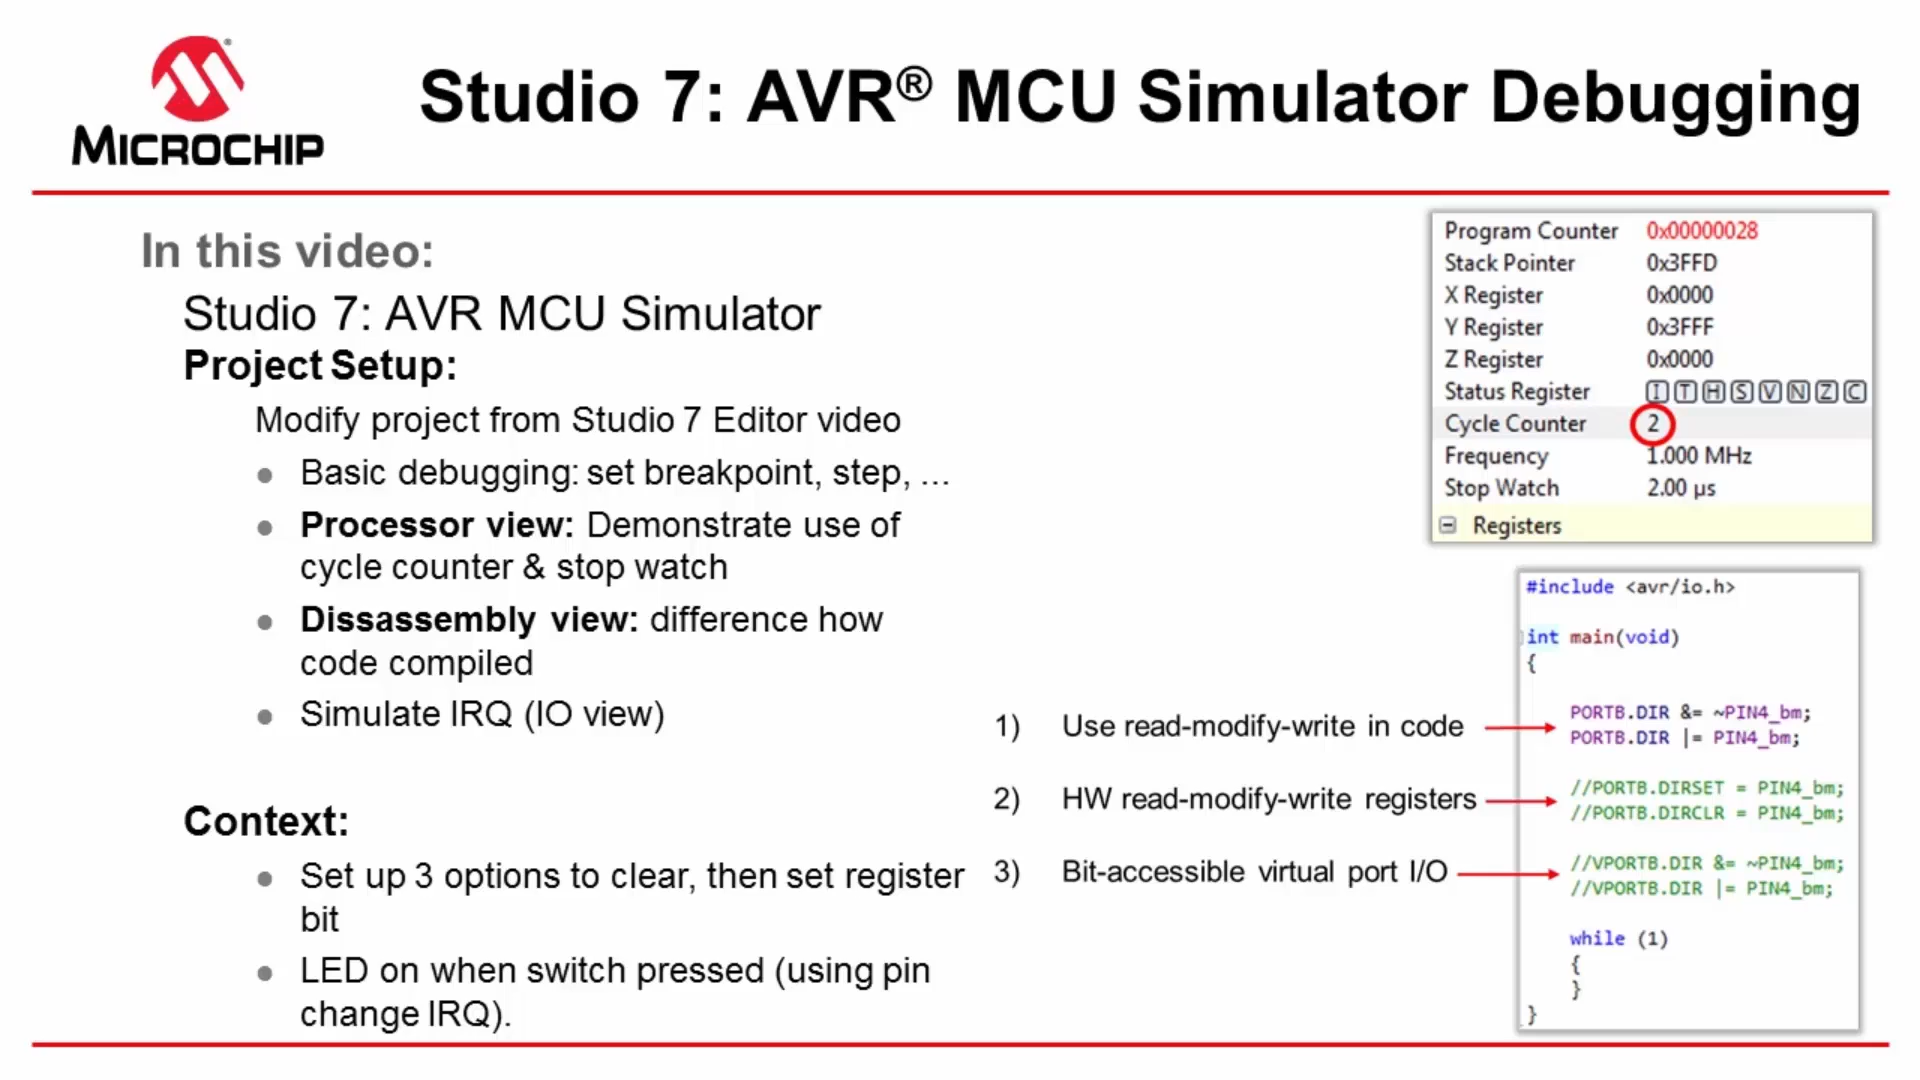 MICROCHIP
Studio 7: AVR® MCU Simulator Debugging
In this video:
Studio 7: AVR MCU Simulator
Project Setup:
Modify project from Studio 7 Editor video
● Basic debugging: set breakpoint, step, ...
● Processor view: Demonstrate use of
cycle counter & stop watch
● Dissassembly view: difference how
code compiled
● Simulate IRQ (IO view)
Context:
● Set up 3 options to clear, then set register
bit
● LED on when switch pressed (using pin
change IRQ).
1) Use read-modify-write in code
2) HW read-modify-write registers
3) Bit-accessible virtual port I/O
Program Counter 0x00000028
Stack Pointer 0x3FFD
X Register 0x0000
Y Register 0x3FFF
Z Register 0x0000
Status Register I T H S V N Z C
Cycle Counter 2
Frequency 1.000 MHz
Stop Watch 2.00 µs
Registers
#include <avr/io.h>
int main(void)
{
PORTB.DIR &= ~PIN4_bm;
PORTB.DIR |= PIN4_bm;
//PORTB.DIRSET = PIN4_bm;
//PORTB.DIRCLR = PIN4_bm;
//VPORTB.DIR &= ~PIN4_bm;
//VPORTB.DIR |= PIN4_bm;
while (1)
{
}
}